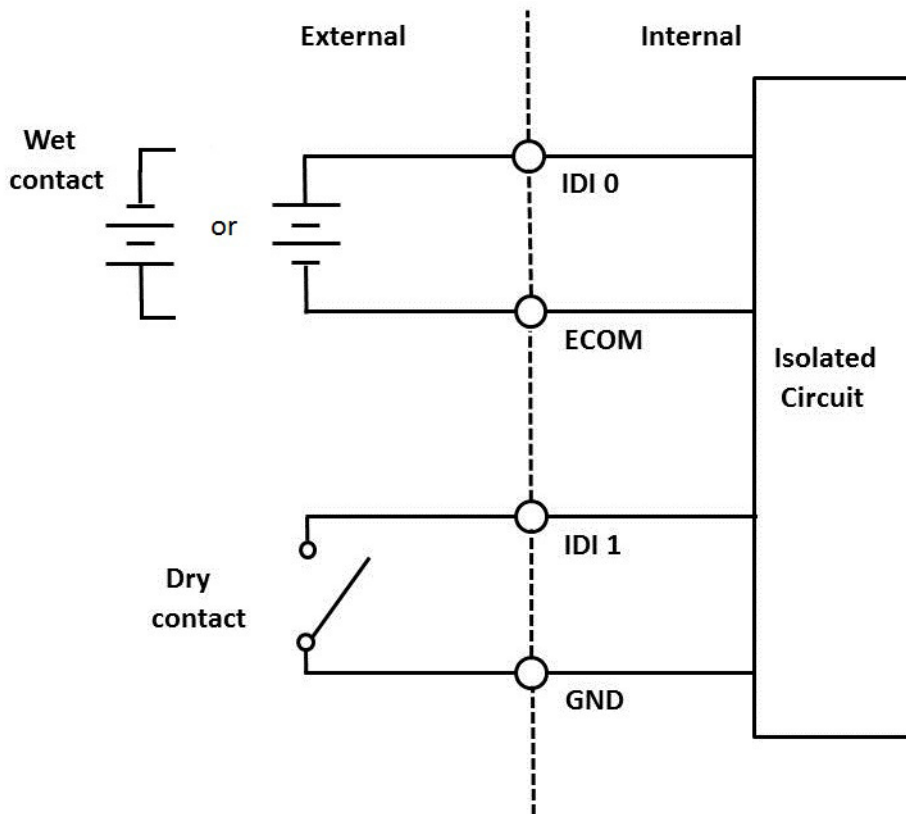 External
Internal
Wet
contact
or
IDI 0
ECOM
Isolated
Circuit
IDI 1
Dry
contact
GND